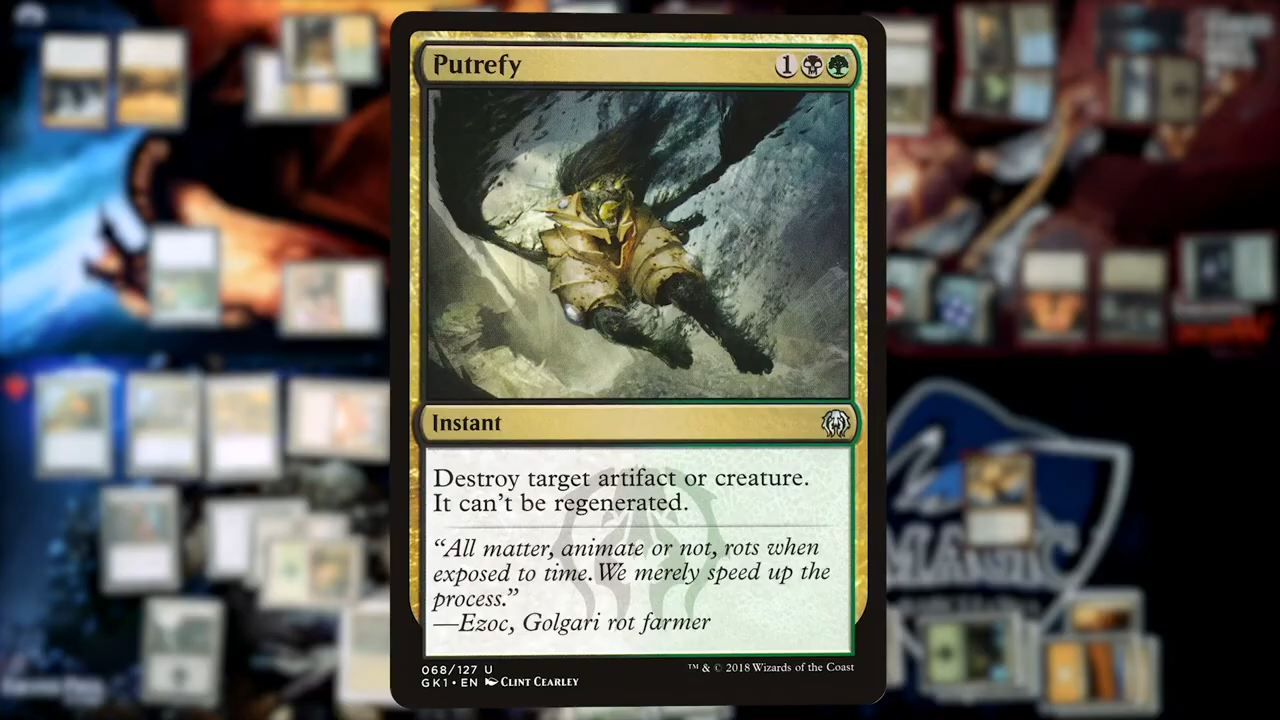 Putrefy
1
Instant
Destroy target artifact or creature.
It can't be regenerated.
“All matter, animate or not, rots when
exposed to time. We merely speed up the
process.”
—Ezoc, Golgari rot farmer
068/127 U
GK1 • EN CLINT CEARLEY
™ & © 2018 Wizards of the Coast
MAGIC